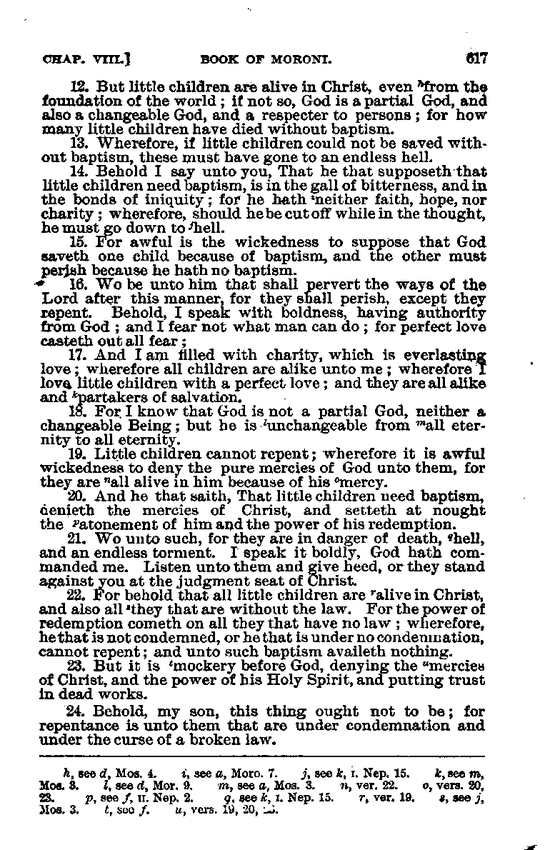 CHAP. VIII.] BOOK OF MORONI. 617
12. But little children are alive in Christ, even ʰfrom the
foundation of the world ; if not so, God is a partial God, and
also a changeable God, and a respecter to persons ; for how
many little children have died without baptism.
13. Wherefore, if little children could not be saved with-
out baptism, these must have gone to an endless hell.
14. Behold I say unto you, That he that supposeth that
little children need baptism, is in the gall of bitterness, and in
the bonds of iniquity ; for he hath ⁱneither faith, hope, nor
charity ; wherefore, should he be cut off while in the thought,
he must go down to ʲhell.
15. For awful is the wickedness to suppose that God
saveth one child because of baptism, and the other must
perish because he hath no baptism.
16. Wo be unto him that shall pervert the ways of the
Lord after this manner, for they shall perish, except they
repent. Behold, I speak with boldness, having authority
from God ; and I fear not what man can do ; for perfect love
casteth out all fear ;
17. And I am filled with charity, which is everlasting
love ; wherefore all children are alike unto me ; wherefore I
love little children with a perfect love ; and they are all alike
and ᵏpartakers of salvation.
18. For I know that God is not a partial God, neither a
changeable Being ; but he is ˡunchangeable from ᵐall eter-
nity to all eternity.
19. Little children cannot repent ; wherefore it is awful
wickedness to deny the pure mercies of God unto them, for
they are ⁿall alive in him because of his ᵒmercy.
20. And he that saith, That little children need baptism,
denieth the mercies of Christ, and setteth at nought
the ᵖatonement of him and the power of his redemption.
21. Wo unto such, for they are in danger of death, ᑫhell,
and an endless torment. I speak it boldly, God hath com-
manded me. Listen unto them and give heed, or they stand
against you at the judgment seat of Christ.
22. For behold that all little children are ʳalive in Christ,
and also all ˢthey that are without the law. For the power of
redemption cometh on all they that have no law ; wherefore,
he that is not condemned, or he that is under no condemnation,
cannot repent ; and unto such baptism availeth nothing.
23. But it is ᵗmockery before God, denying the ᵘmercies
of Christ, and the power of his Holy Spirit, and putting trust
in dead works.
24. Behold, my son, this thing ought not to be ; for
repentance is unto them that are under condemnation and
under the curse of a broken law.
h, see d, Mos. 4. i, see a, Moro. 7. j, see k, I. Nep. 15. k, see m,
Mos. 3. l, see d, Mor. 9. m, see a, Mos. 3. n, ver. 22. o, vers. 20,
23. p, see f, II. Nep. 2. q, see k, I. Nep. 15. r, ver. 19. s, see j,
Mos. 3. t, see f. u, vers. 19, 20,